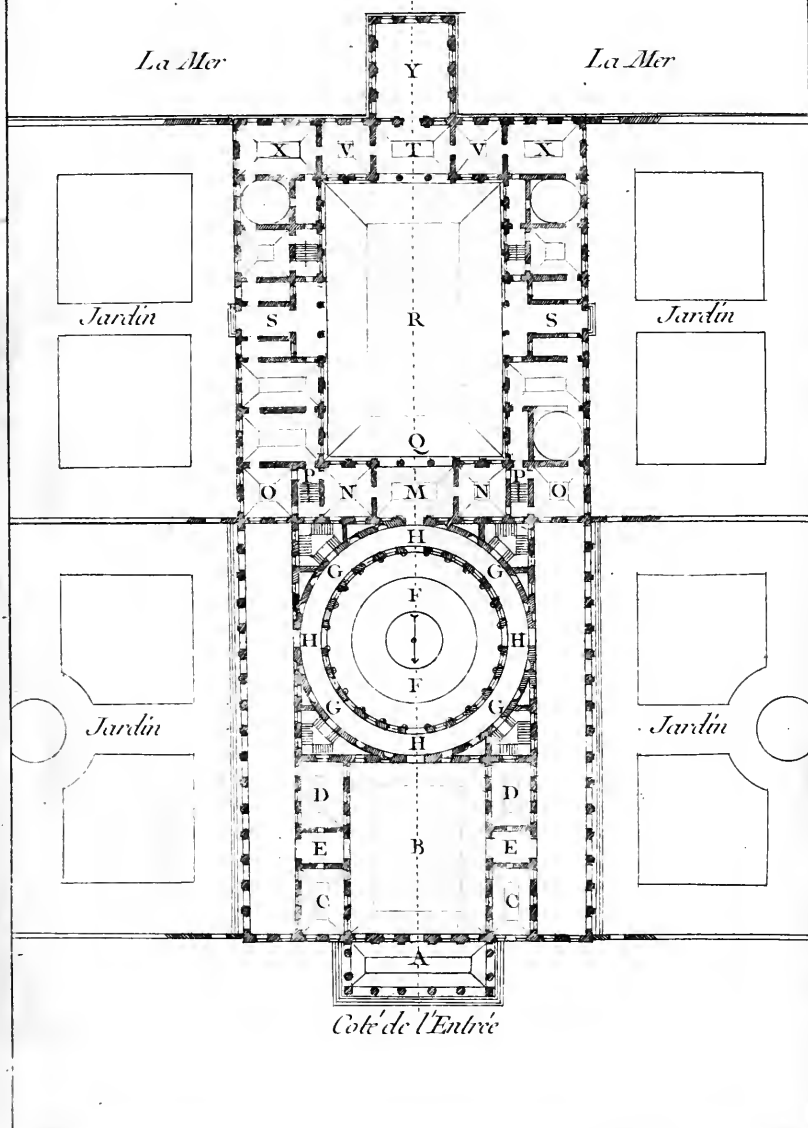 La Mer La Mer
Y
X V T V X
Jardin S R S Jardin
Q
P P
O N M N O
H
G G
F
H H
F
G G
Jardin Jardin
H
D D
E B E
C C
A
Coté de l'Entrée